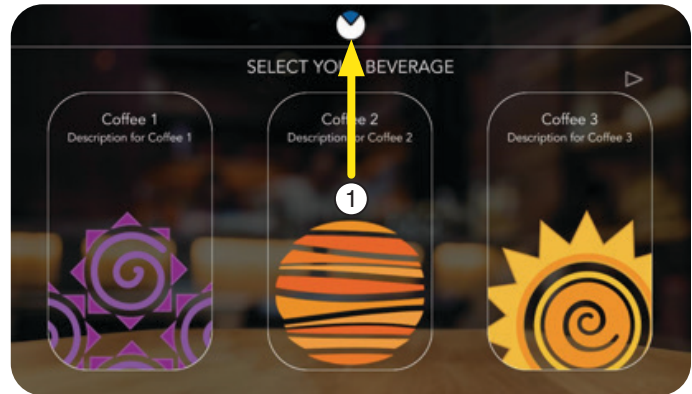 SELECT YOUR BEVERAGE
Coffee 1
Description for Coffee 1
Coffee 2
Description for Coffee 2
Coffee 3
Description for Coffee 3
1